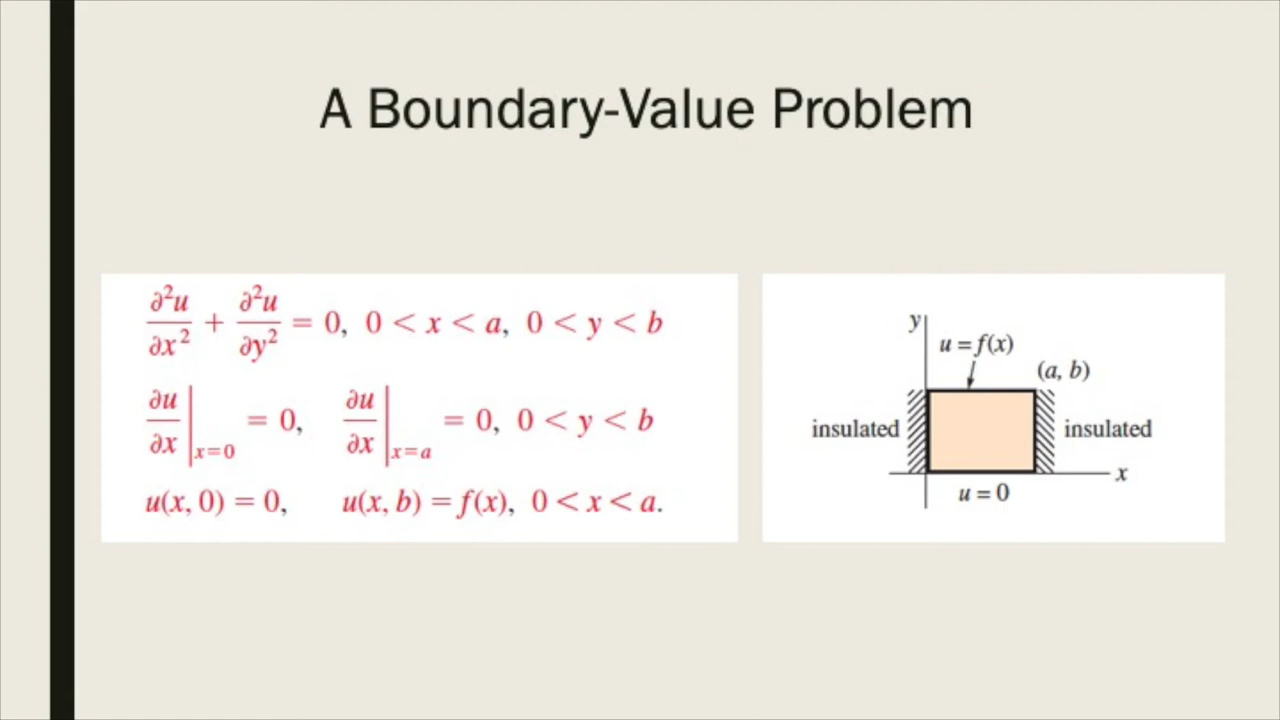 A Boundary-Value Problem
∂²u/∂x² + ∂²u/∂y² = 0, 0 < x < a, 0 < y < b
∂u/∂x |x=0 = 0, ∂u/∂x |x=a = 0, 0 < y < b
u(x, 0) = 0, u(x, b) = f(x), 0 < x < a.
y
u = f(x)
(a, b)
insulated
insulated
x
u = 0